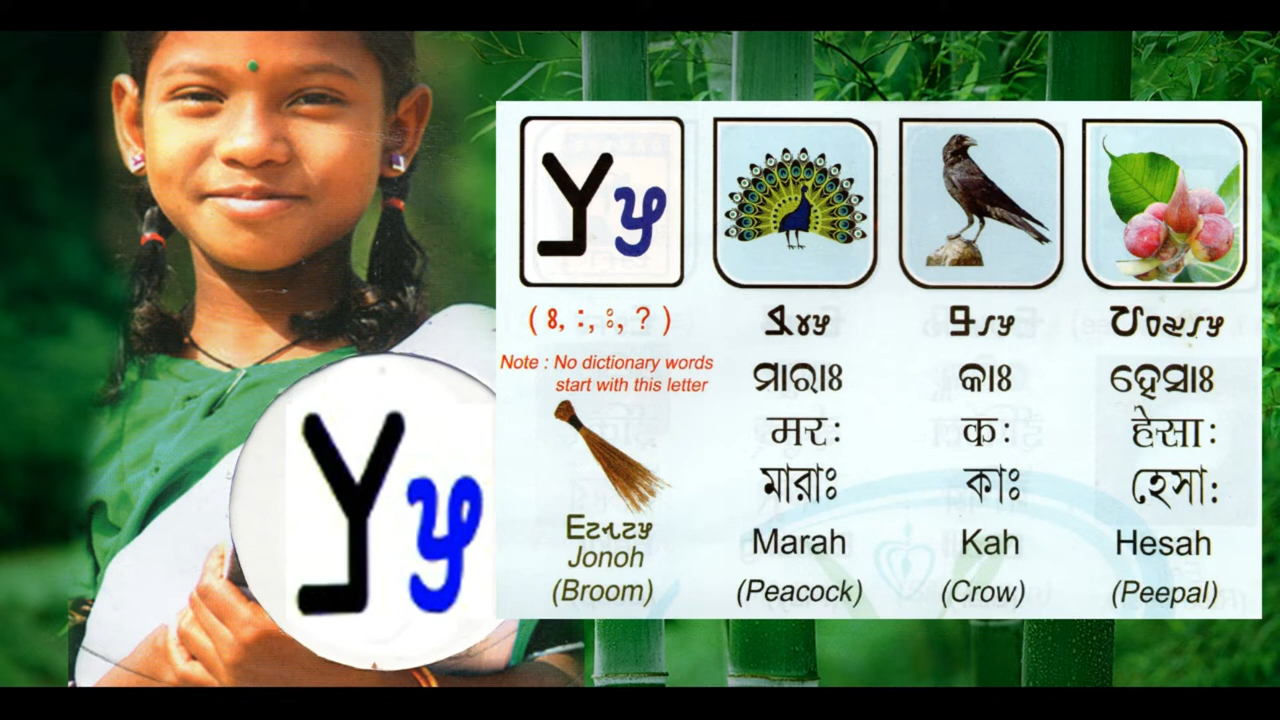 (ଃ, ः, ঃ, ?)
Note : No dictionary words
start with this letter
Jonoh
(Broom)
ମାରାଃ
मरः
মারাঃ
Marah
(Peacock)
କାଃ
कः
কাঃ
Kah
(Crow)
ହେସାଃ
हेसाः
হেসাঃ
Hesah
(Peepal)